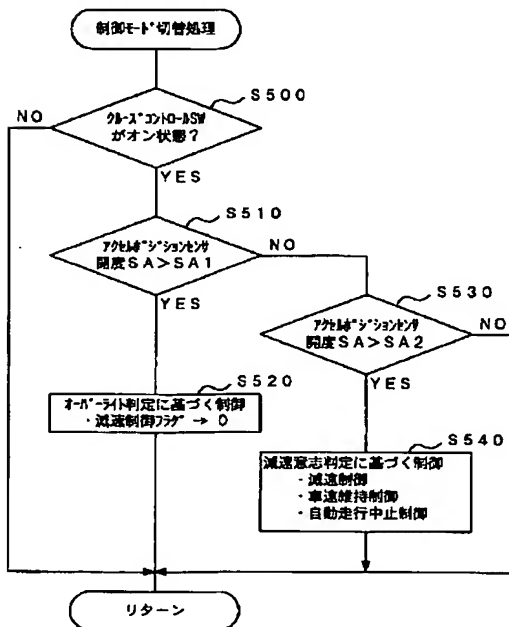 制御ﾓｰﾄﾞ切替処理
S500
ｸﾙｰｽﾞｺﾝﾄﾛｰﾙSW
がオン状態？
NO
YES
S510
ｱｸｾﾙﾎﾟｼﾞｼｮﾝｾﾝｻ
開度SA＞SA1
NO
YES
S530
ｱｸｾﾙﾎﾟｼﾞｼｮﾝｾﾝｻ
開度SA＞SA2
NO
YES
S520
ｵｰﾊﾞｰﾗｲﾄ判定に基づく制御
・減速制御ﾌﾗｸﾞ → 0
S540
減速意志判定に基づく制御
・減速制御
・車速維持制御
・自動走行中止制御
リターン